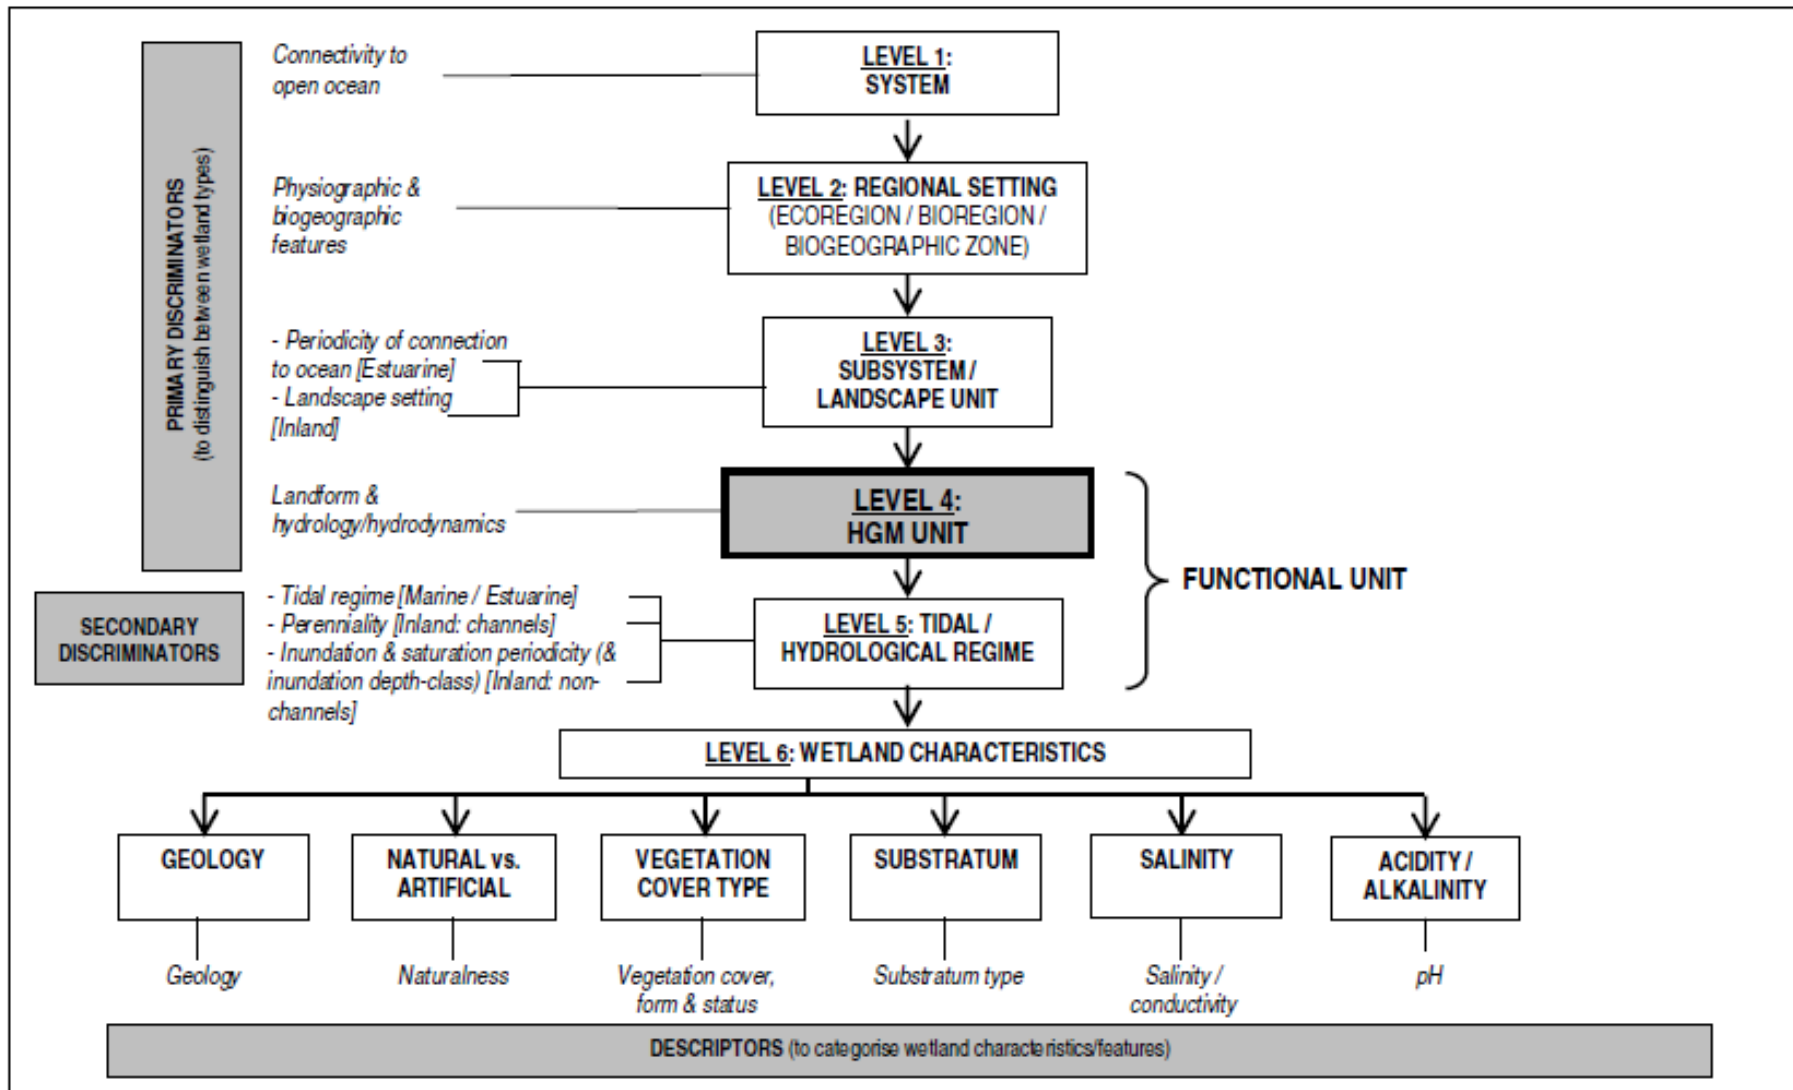 PRIMARY DISCRIMINATORS
(to distinguish between wetland types)
Connectivity to
open ocean
LEVEL 1:
SYSTEM
Physiographic &
biogeographic
features
LEVEL 2: REGIONAL SETTING
(ECOREGION / BIOREGION /
BIOGEOGRAPHIC ZONE)
- Periodicity of connection
to ocean [Estuarine]
- Landscape setting
[Inland]
LEVEL 3:
SUBSYSTEM /
LANDSCAPE UNIT
Landform &
hydrology/hydrodynamics
LEVEL 4:
HGM UNIT
FUNCTIONAL UNIT
SECONDARY
DISCRIMINATORS
- Tidal regime [Marine / Estuarine]
- Perenniality [Inland: channels]
- Inundation & saturation periodicity (&
inundation depth-class) [Inland: non-
channels]
LEVEL 5: TIDAL /
HYDROLOGICAL REGIME
LEVEL 6: WETLAND CHARACTERISTICS
GEOLOGY
NATURAL vs.
ARTIFICIAL
VEGETATION
COVER TYPE
SUBSTRATUM
SALINITY
ACIDITY /
ALKALINITY
Geology
Naturalness
Vegetation cover,
form & status
Substratum type
Salinity /
conductivity
pH
DESCRIPTORS (to categorise wetland characteristics/features)